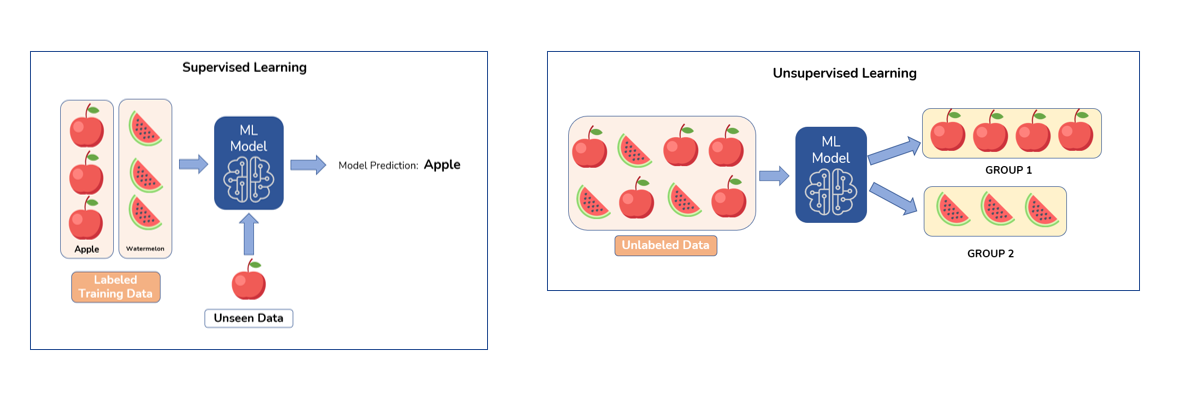 Supervised Learning
Apple
Watermelon
Labeled
Training Data
ML
Model
Model Prediction: Apple
Unseen Data
Unsupervised Learning
Unlabeled Data
ML
Model
GROUP 1
GROUP 2